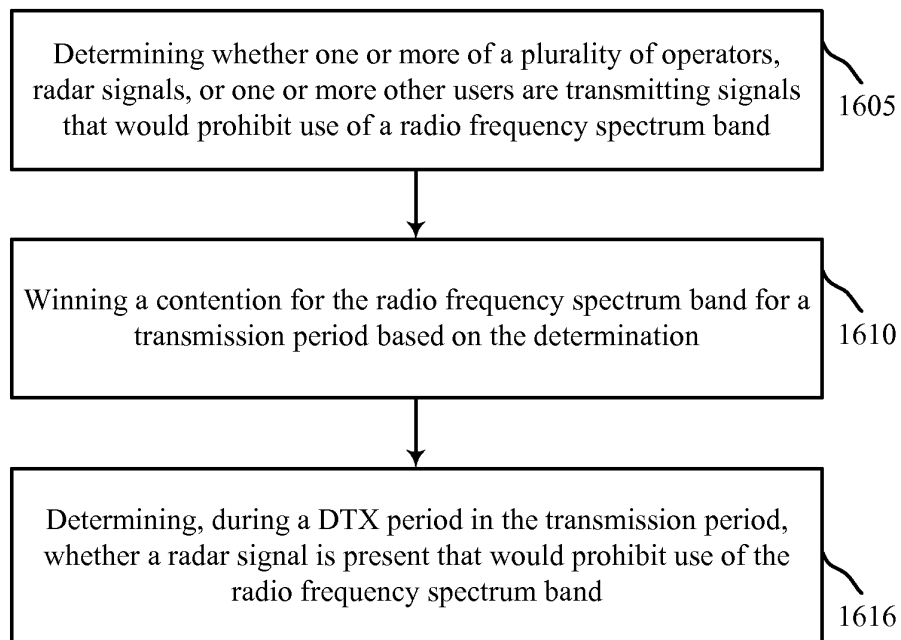 Determining whether one or more of a plurality of operators,
radar signals, or one or more other users are transmitting signals
that would prohibit use of a radio frequency spectrum band
1605
Winning a contention for the radio frequency spectrum band for a
transmission period based on the determination
1610
Determining, during a DTX period in the transmission period,
whether a radar signal is present that would prohibit use of the
radio frequency spectrum band
1616